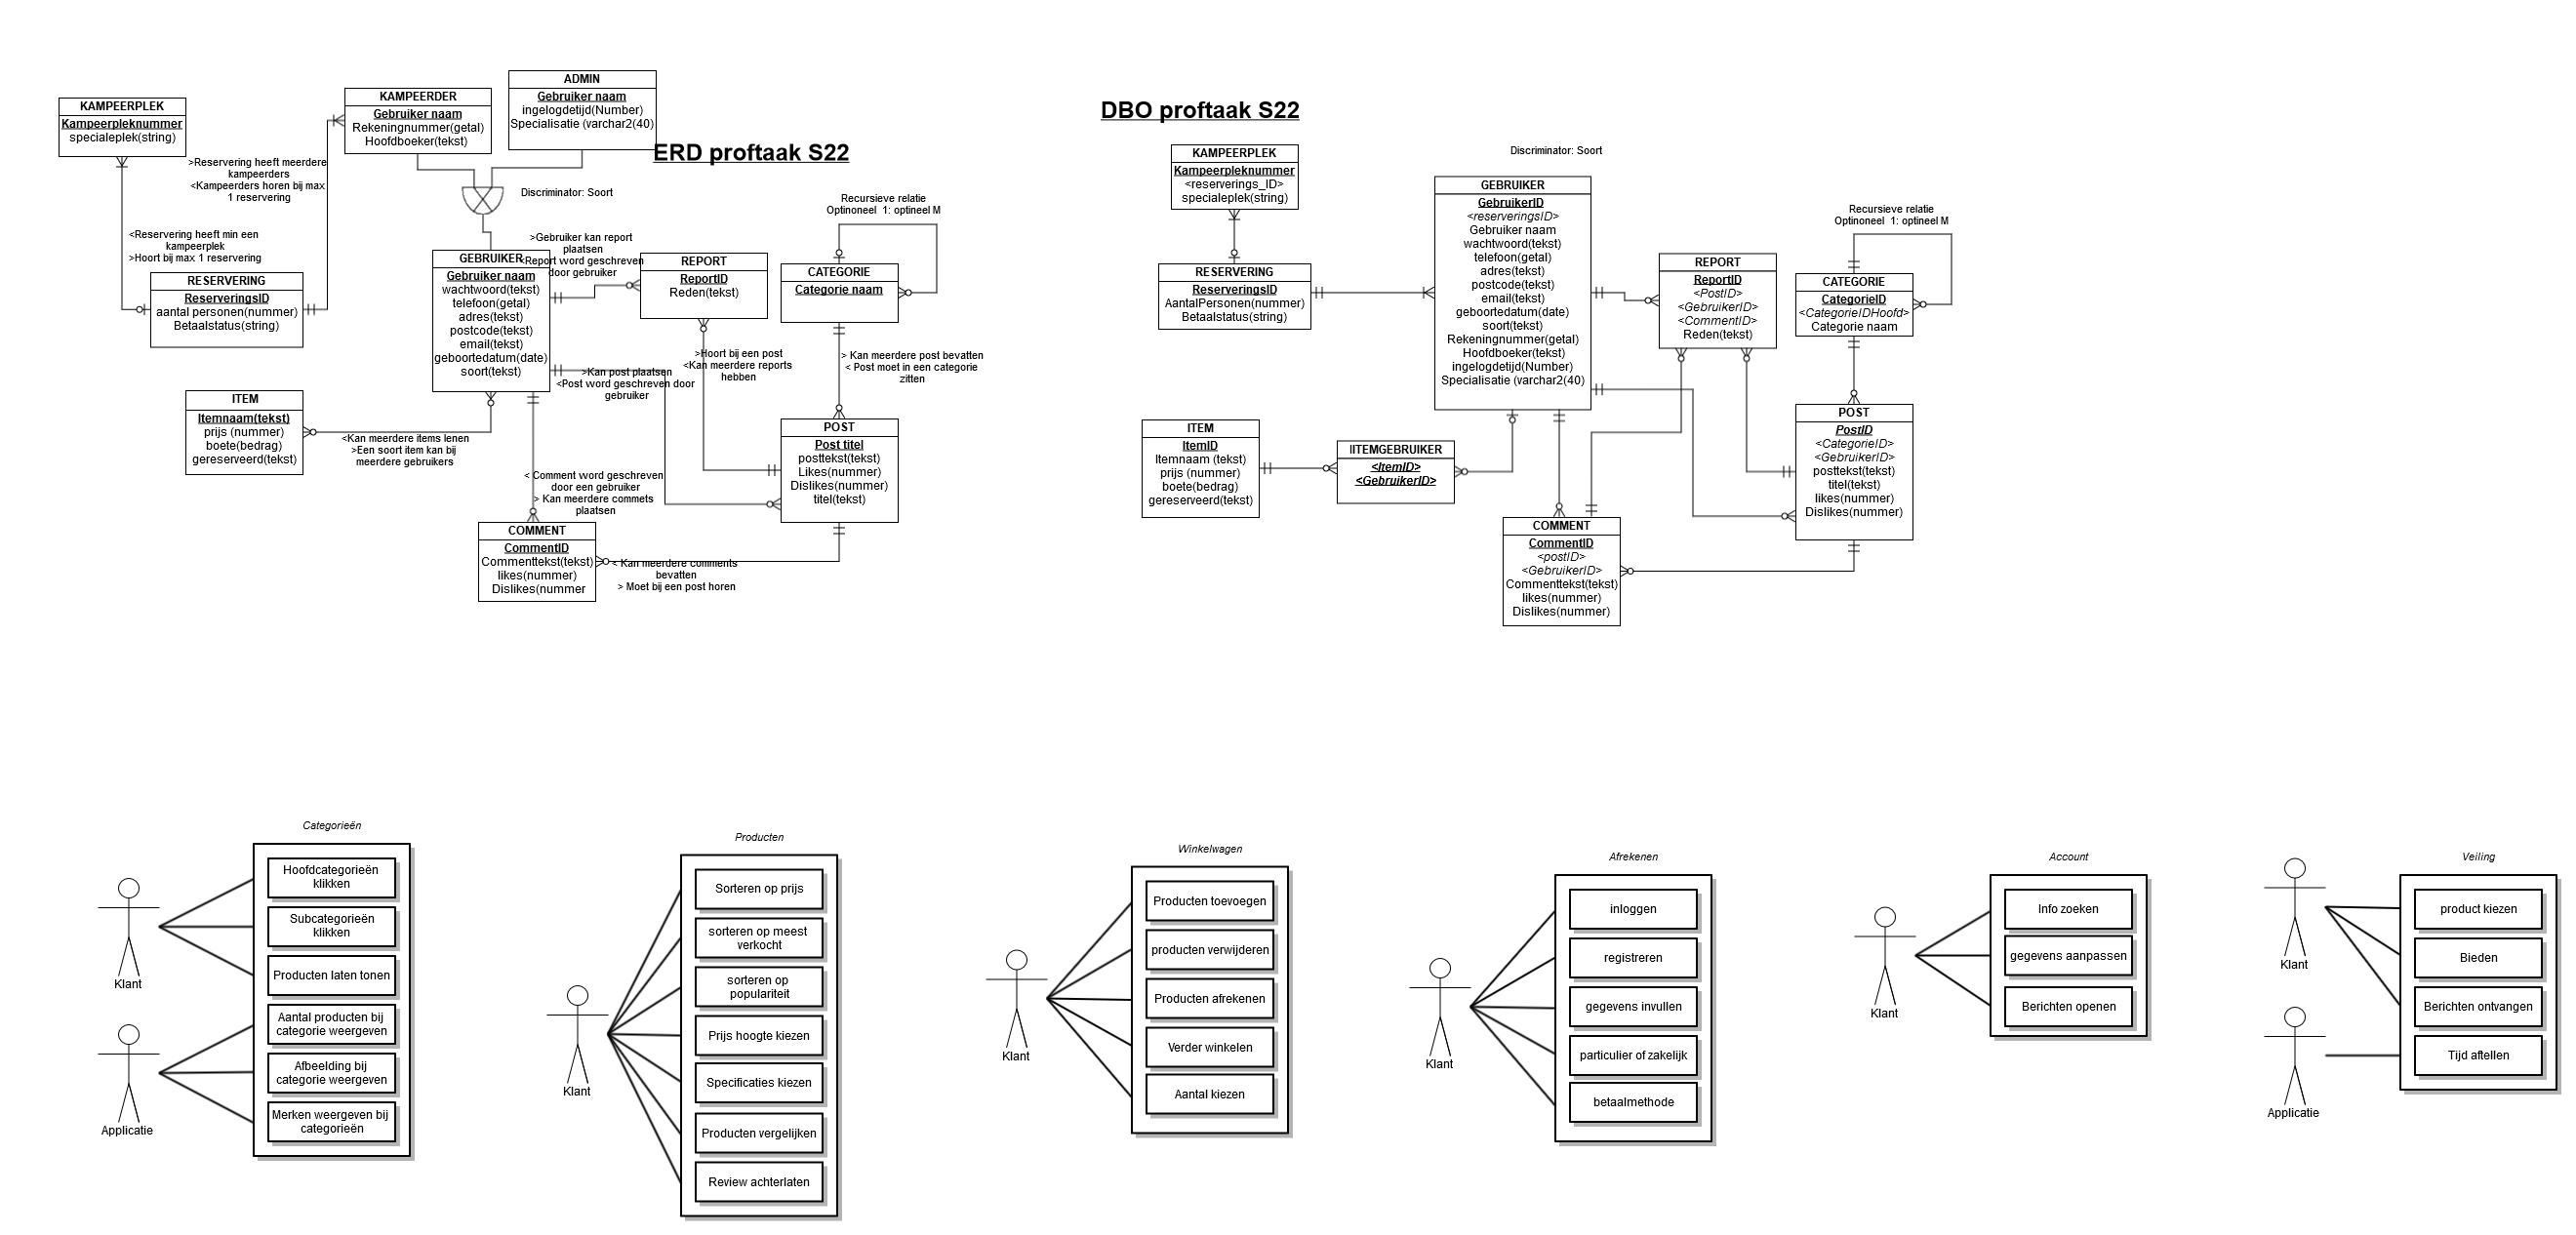 ERD proftaak S22
KAMPEERPLEK
Kampeerpleknummer
specialeplek(string)
KAMPEERDER
Gebruiker naam
Rekeningnummer(getal)
Hoofdboeker(tekst)
ADMIN
Gebruiker naam
ingelogdetijd(Number)
Specialisatie (varchar2(40)
>Reservering heeft meerdere
kampeerders
<Kampeerders horen bij max
1 reservering
Discriminator: Soort
<Reservering heeft min een
kampeerplek
>Hoort bij max 1 reservering
RESERVERING
ReserveringsID
aantal personen(nummer)
Betaalstatus(string)
GEBRUIKER
Gebruiker naam
wachtwoord(tekst)
telefoon(getal)
adres(tekst)
postcode(tekst)
email(tekst)
geboortedatum(date)
soort(tekst)
>Gebruiker kan report
plaatsen
<Report word geschreven
door gebruiker
REPORT
ReportID
Reden(tekst)
Recursieve relatie
Optinoneel  1: optineel M
CATEGORIE
Categorie naam
>Hoort bij een post
<Kan meerdere reports
hebben
> Kan meerdere post bevatten
< Post moet in een categorie
zitten
>Kan post plaatsen
<Post word geschreven door
gebruiker
ITEM
Itemnaam(tekst)
prijs (nummer)
boete(bedrag)
gereserveerd(tekst)
<Kan meerdere items lenen
>Een soort item kan bij
meerdere gebruikers
POST
Post titel
posttekst(tekst)
Likes(nummer)
Dislikes(nummer)
titel(tekst)
< Comment word geschreven
door een gebruiker
> Kan meerdere commets
plaatsen
COMMENT
CommentID
Commenttekst(tekst)
likes(nummer)
Dislikes(nummer
< Kan meerdere comments
bevatten
> Moet bij een post horen
DBO proftaak S22
KAMPEERPLEK
Kampeerpleknummer
<reserverings_ID>
specialeplek(string)
Discriminator: Soort
GEBRUIKER
GebruikerID
<reserveringsID>
Gebruiker naam
wachtwoord(tekst)
telefoon(getal)
adres(tekst)
postcode(tekst)
email(tekst)
geboortedatum(date)
soort(tekst)
Rekeningnummer(getal)
Hoofdboeker(tekst)
ingelogdetijd(Number)
Specialisatie (varchar2(40)
RESERVERING
ReserveringsID
AantalPersonen(nummer)
Betaalstatus(string)
REPORT
ReportID
<PostID>
<GebruikerID>
<CommentID>
Reden(tekst)
Recursieve relatie
Optinoneel  1: optineel M
CATEGORIE
CategorieID
<CategorieIDHoofd>
Categorie naam
ITEM
ItemID
Itemnaam (tekst)
prijs (nummer)
boete(bedrag)
gereserveerd(tekst)
IITEMGEBRUIKER
<ItemID>
<GebruikerID>
POST
PostID
<CategorieID>
<GebruikerID>
posttekst(tekst)
titel(tekst)
likes(nummer)
Dislikes(nummer)
COMMENT
CommentID
<postID>
<GebruikerID>
Commenttekst(tekst)
likes(nummer)
Dislikes(nummer)
Categorieën
Hoofdcategorieën
klikken
Subcategorieën
klikken
Producten laten tonen
Aantal producten bij
categorie weergeven
Afbeelding bij
categorie weergeven
Merken weergeven bij
categorieën
Klant
Applicatie
Producten
Sorteren op prijs
sorteren op meest
verkocht
sorteren op
populariteit
Prijs hoogte kiezen
Specificaties kiezen
Producten vergelijken
Review achterlaten
Klant
Winkelwagen
Producten toevoegen
producten verwijderen
Producten afrekenen
Verder winkelen
Aantal kiezen
Klant
Afrekenen
inloggen
registreren
gegevens invullen
particulier of zakelijk
betaalmethode
Klant
Account
Info zoeken
gegevens aanpassen
Berichten openen
Klant
Veiling
product kiezen
Bieden
Berichten ontvangen
Tijd aftellen
Klant
Applicatie